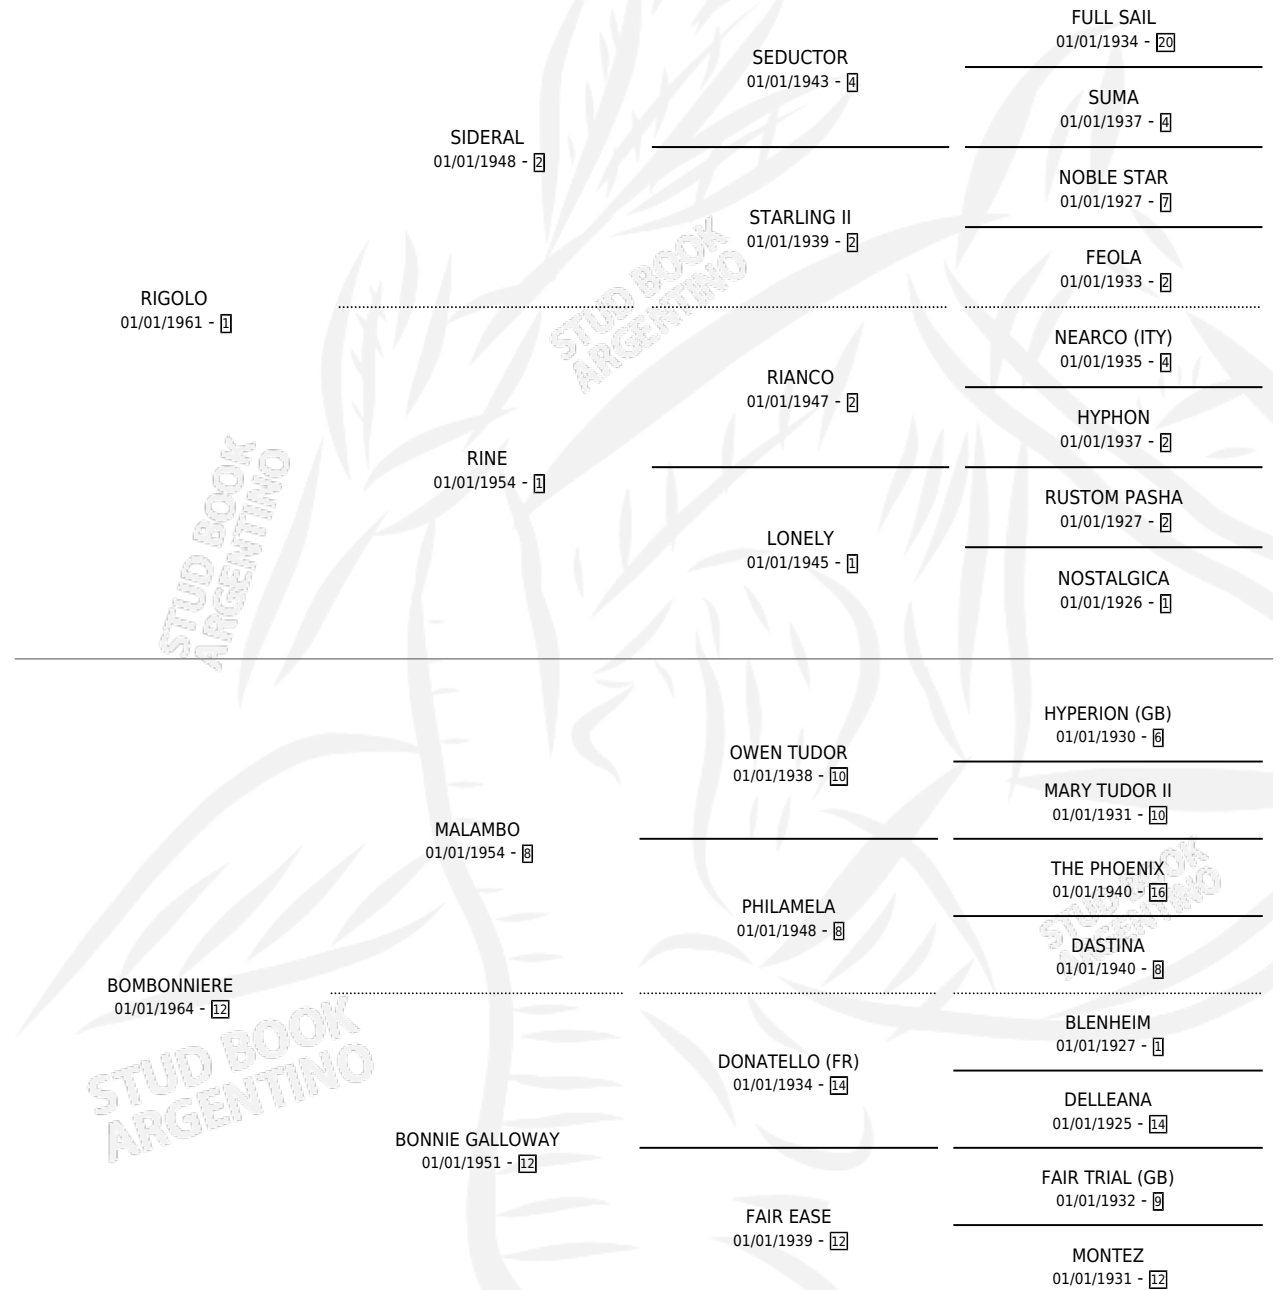 FULL SAIL
01/01/1934 - 20
SEDUCTOR
01/01/1943 - 4
SUMA
01/01/1937 - 4
SIDERAL
01/01/1948 - 2
NOBLE STAR
01/01/1927 - 7
STARLING II
01/01/1939 - 2
FEOLA
01/01/1933 - 2
RIGOLO
01/01/1961 - 1
NEARCO (ITY)
01/01/1935 - 4
RIANCO
01/01/1947 - 2
HYPHON
01/01/1937 - 2
RINE
01/01/1954 - 1
RUSTOM PASHA
01/01/1927 - 2
LONELY
01/01/1945 - 1
NOSTALGICA
01/01/1926 - 1
HYPERION (GB)
01/01/1930 - 6
OWEN TUDOR
01/01/1938 - 10
MARY TUDOR II
01/01/1931 - 10
MALAMBO
01/01/1954 - 8
THE PHOENIX
01/01/1940 - 16
PHILAMELA
01/01/1948 - 8
DASTINA
01/01/1940 - 8
BOMBONNIERE
01/01/1964 - 12
BLENHEIM
01/01/1927 - 1
DONATELLO (FR)
01/01/1934 - 14
DELLEANA
01/01/1925 - 14
BONNIE GALLOWAY
01/01/1951 - 12
FAIR TRIAL (GB)
01/01/1932 - 9
FAIR EASE
01/01/1939 - 12
MONTEZ
01/01/1931 - 12
STUD BOOK
ARGENTINO
STUD BOOK
ARGENTINO
STUD BOOK
ARGENTINO
STUD BOOK
ARGENTINO